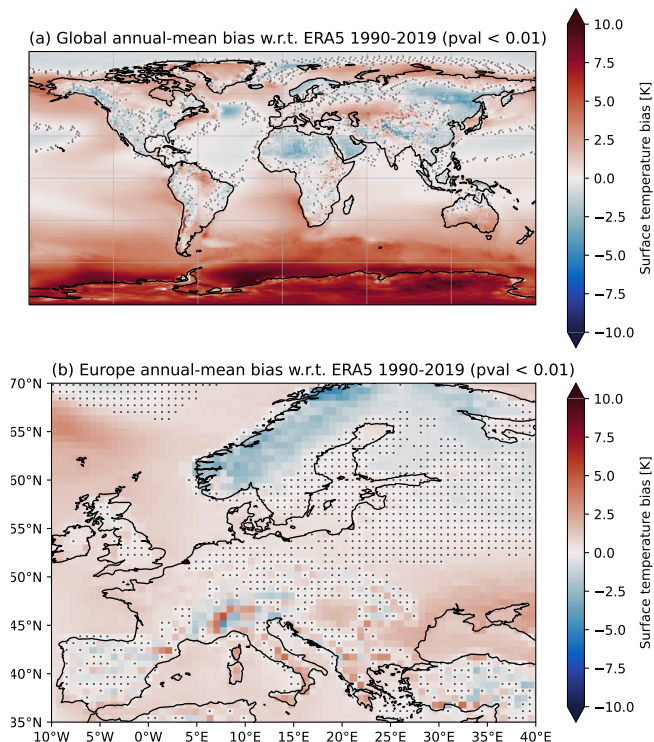 (a) Global annual-mean bias w.r.t. ERA5 1990-2019 (pval < 0.01)
10.0
7.5
5.0
2.5
0.0
−2.5
−5.0
−7.5
−10.0
Surface temperature bias [K]
(b) Europe annual-mean bias w.r.t. ERA5 1990-2019 (pval < 0.01)
70°N
65°N
60°N
55°N
50°N
45°N
40°N
35°N
10°W
5°W
0°W
5°E
10°E
15°E
20°E
25°E
30°E
35°E
40°E
10.0
7.5
5.0
2.5
0.0
−2.5
−5.0
−7.5
−10.0
Surface temperature bias [K]